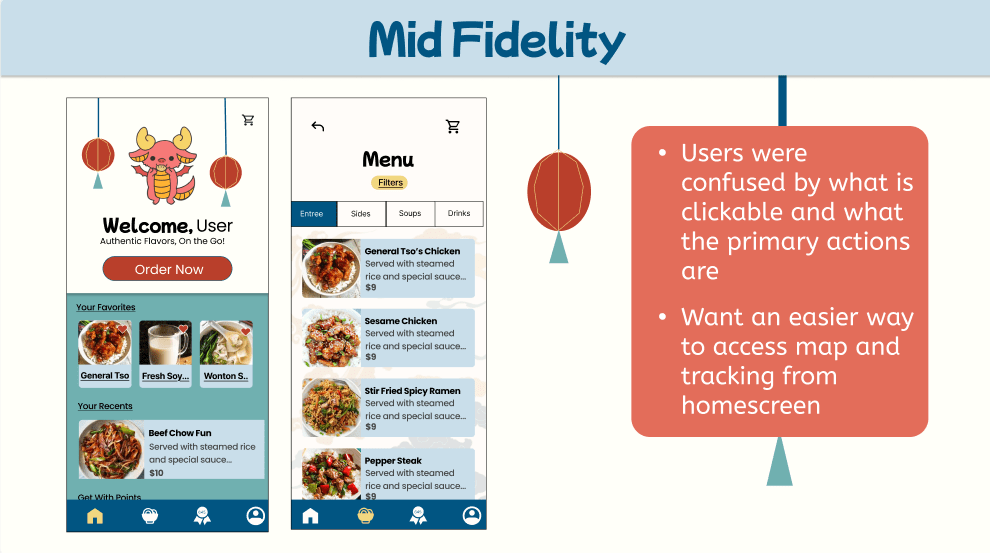 Mid Fidelity
Welcome, User
Authentic Flavors, On the Go!
Order Now
Your Favorites
General Tso
Fresh Soy...
Wonton S..
Your Recents
Beef Chow Fun
Served with steamed rice
and special sauce...
$10
Get With Points
Menu
Filters
Entree
Sides
Soups
Drinks
General Tso's Chicken
Served with steamed
rice and special sauce...
$9
Sesame Chicken
Served with steamed
rice and special sauce...
$9
Stir Fried Spicy Ramen
Served with steamed
rice and special sauce...
$9
Pepper Steak
Served with steamed
rice and special sauce...
$9
• Users were
confused by what is
clickable and what
the primary actions
are
• Want an easier way
to access map and
tracking from
homescreen